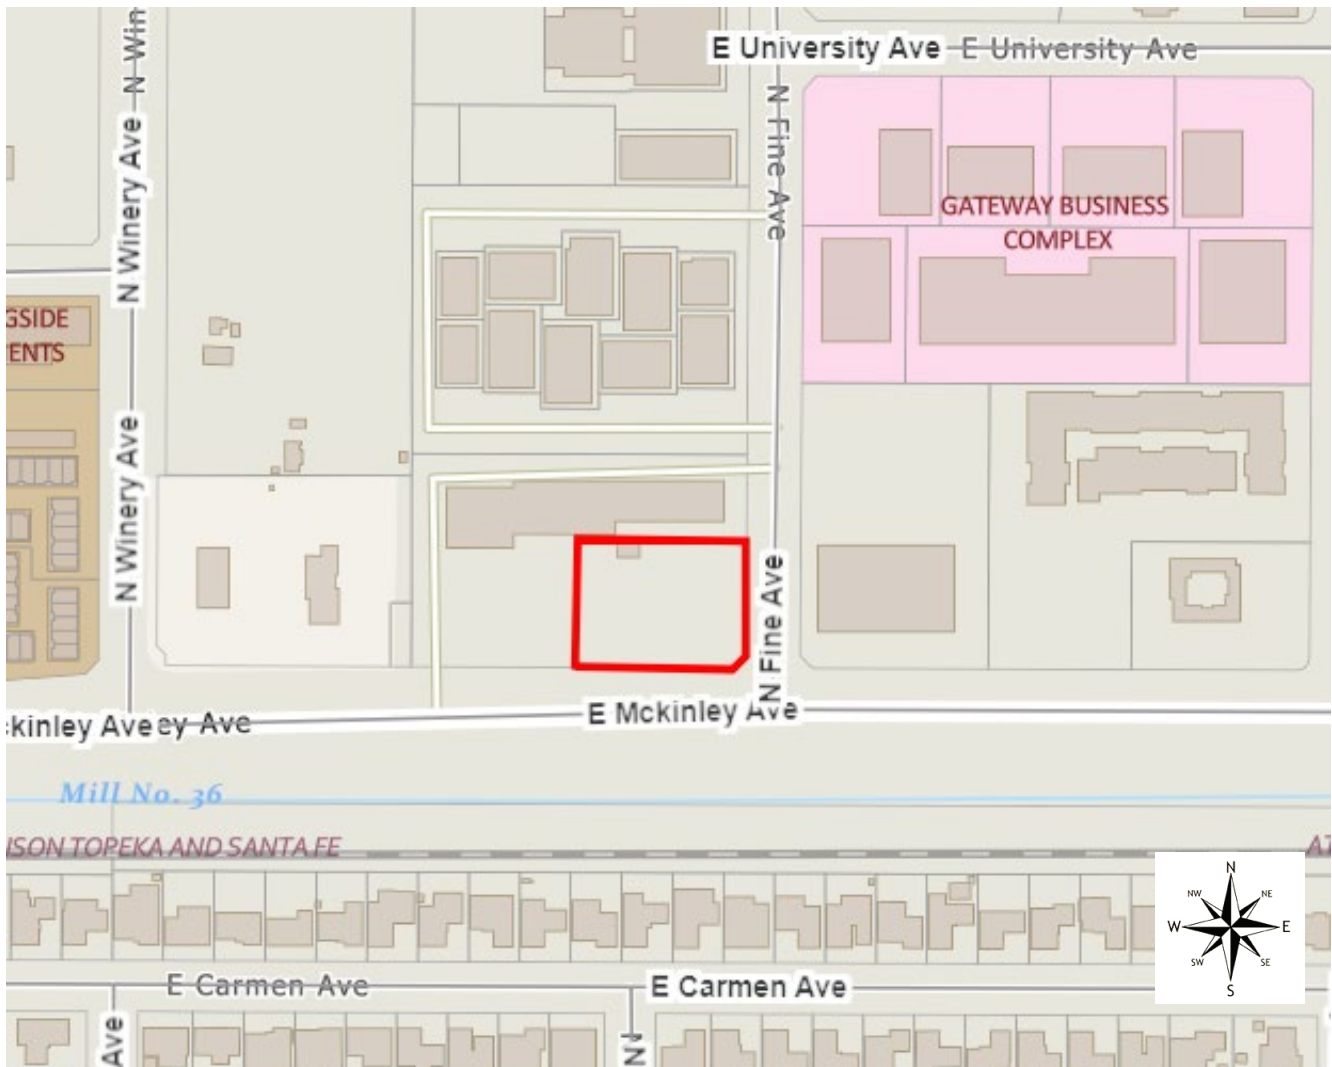 N Win
E University Ave
E University Ave
N Winery Ave
N Fine Ave
GATEWAY BUSINESS
COMPLEX
GSIDE
ENTS
N Winery Ave
N Fine Ave
E Mckinley Ave
ckinley Ave
ey Ave
Mill No. 36
ISON TOPEKA AND SANTA FE
AT
N
NW
NE
W
E
SW
SE
S
E Carmen Ave
E Carmen Ave
Ave
N